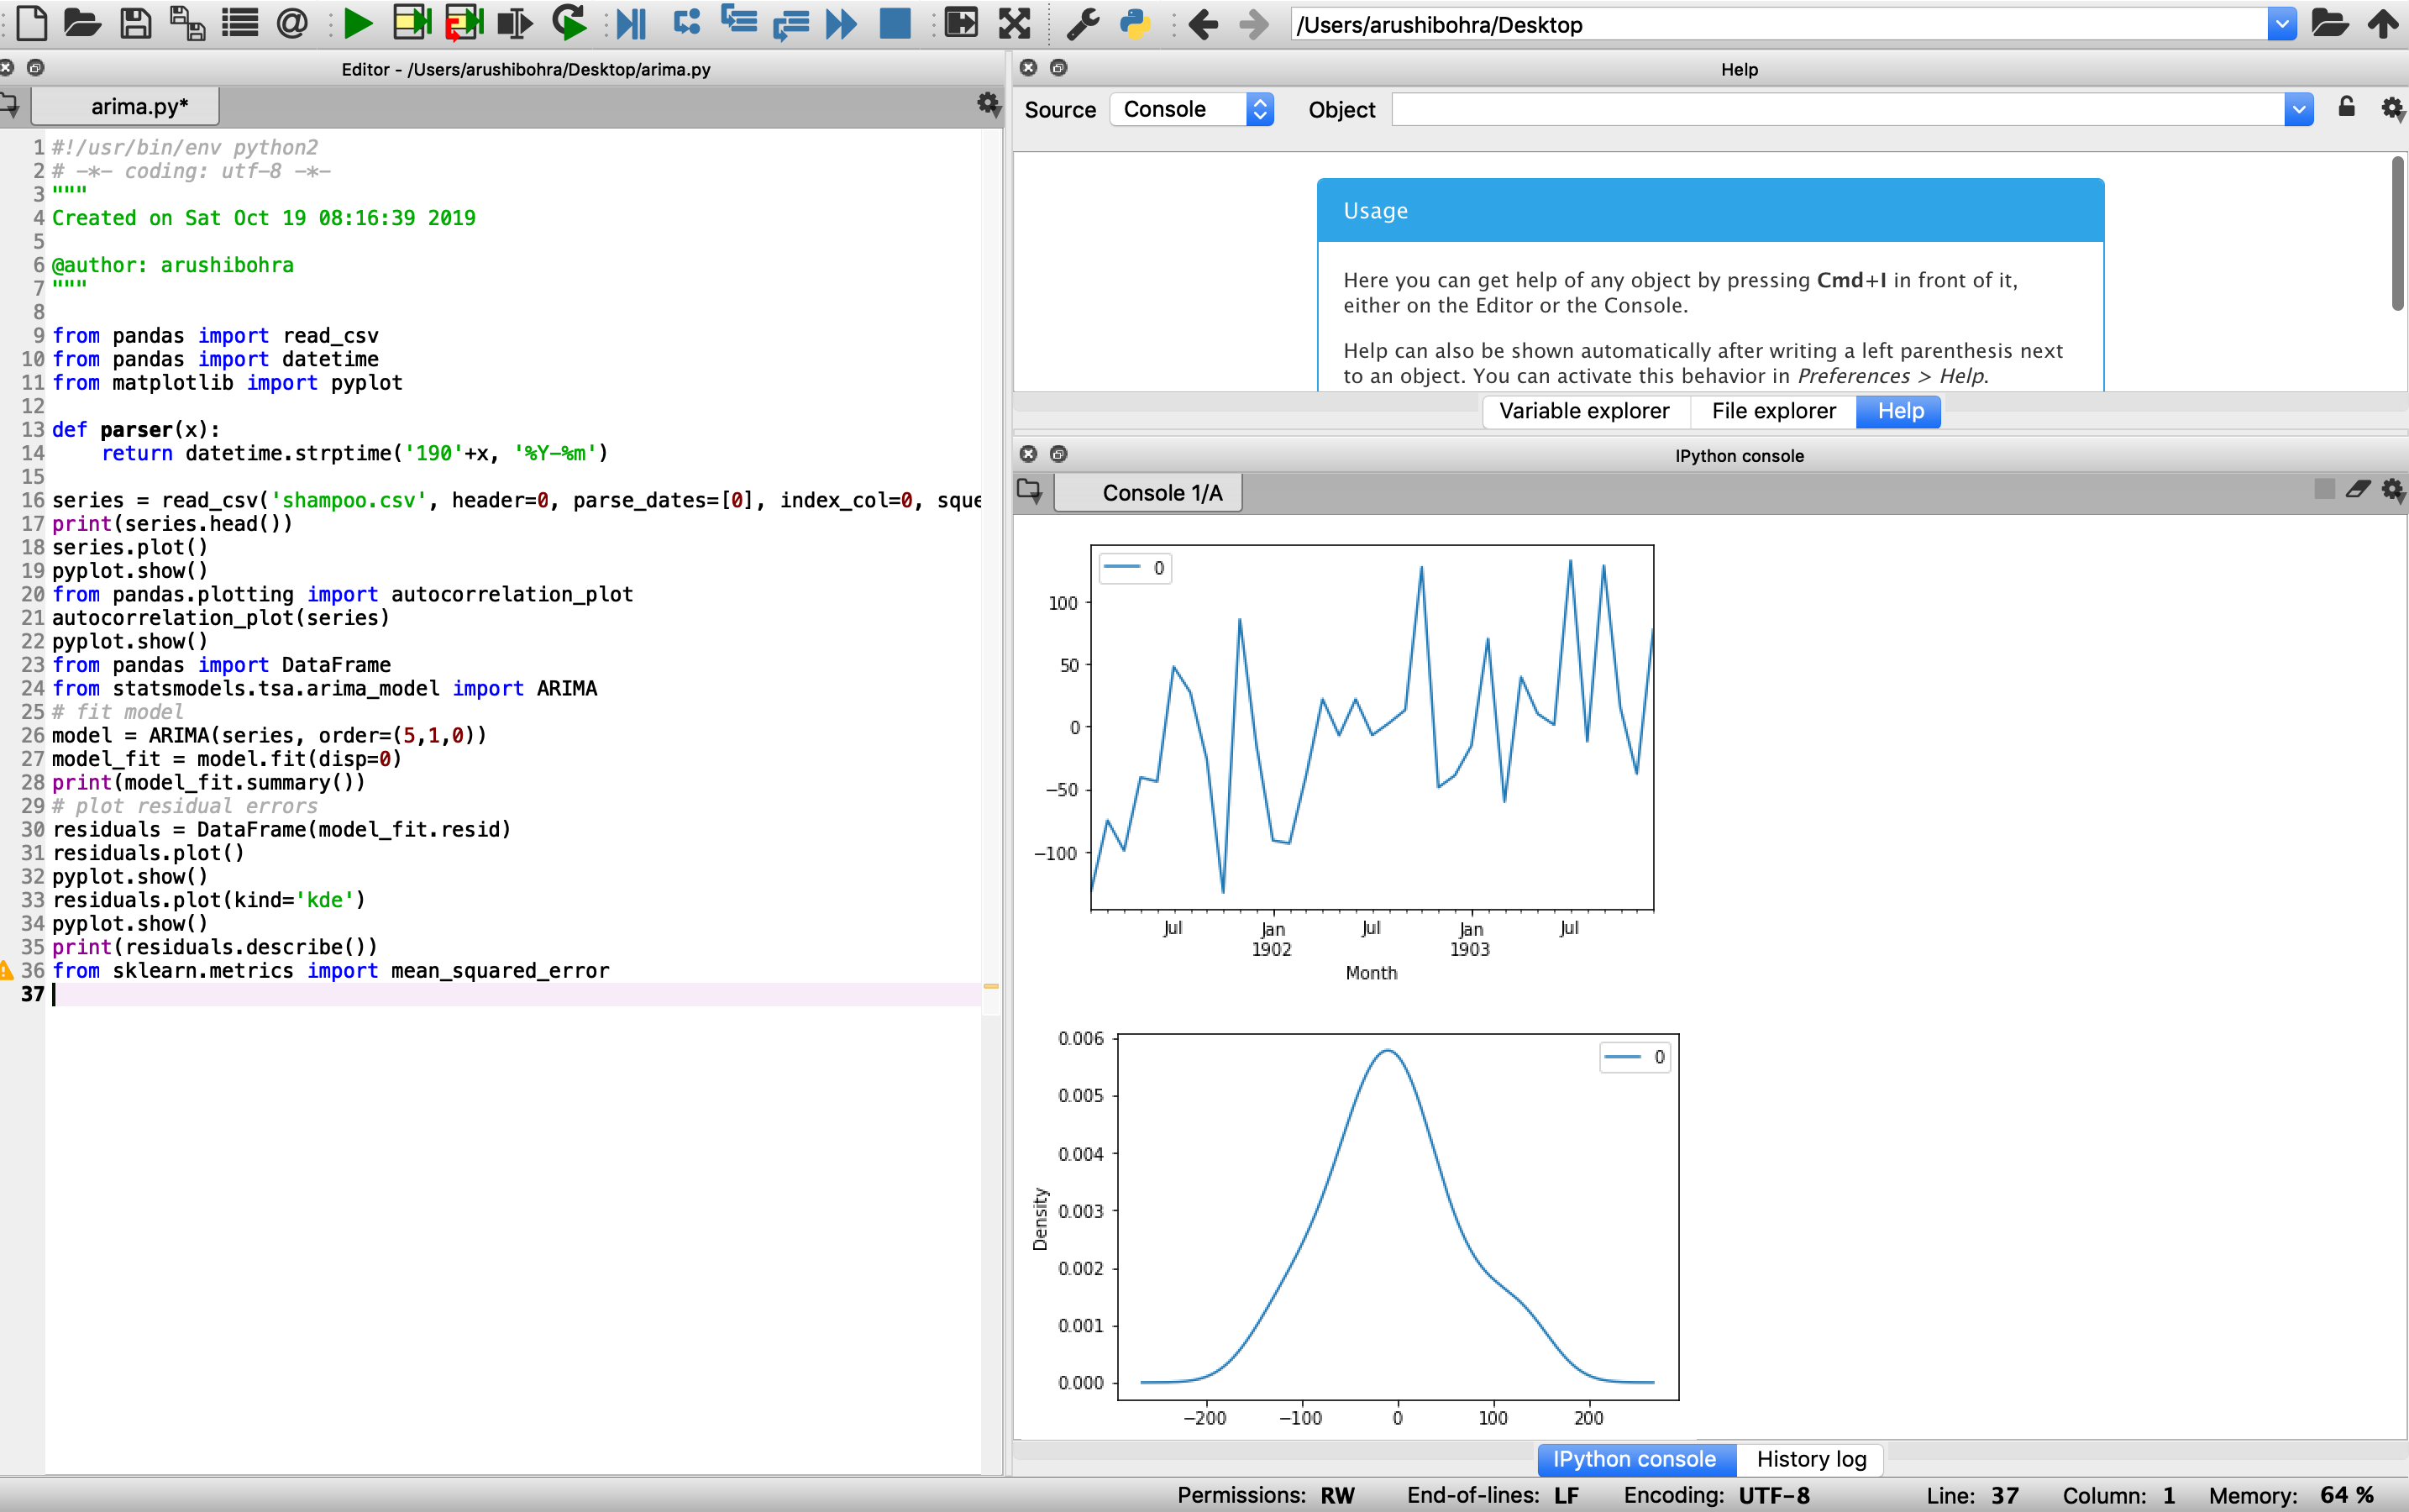 /Users/arushibohra/Desktop
Editor - /Users/arushibohra/Desktop/arima.py
arima.py*
1 #!/usr/bin/env python2
2 # -*- coding: utf-8 -*-
3 """
4 Created on Sat Oct 19 08:16:39 2019
5
6 @author: arushibohra
7 """
8
9 from pandas import read_csv
10 from pandas import datetime
11 from matplotlib import pyplot
12
13 def parser(x):
14     return datetime.strptime('190'+x, '%Y-%m')
15
16 series = read_csv('shampoo.csv', header=0, parse_dates=[0], index_col=0, sque
17 print(series.head())
18 series.plot()
19 pyplot.show()
20 from pandas.plotting import autocorrelation_plot
21 autocorrelation_plot(series)
22 pyplot.show()
23 from pandas import DataFrame
24 from statsmodels.tsa.arima_model import ARIMA
25 # fit model
26 model = ARIMA(series, order=(5,1,0))
27 model_fit = model.fit(disp=0)
28 print(model_fit.summary())
29 # plot residual errors
30 residuals = DataFrame(model_fit.resid)
31 residuals.plot()
32 pyplot.show()
33 residuals.plot(kind='kde')
34 pyplot.show()
35 print(residuals.describe())
36 from sklearn.metrics import mean_squared_error
37
Help
Source Console Object
Usage
Here you can get help of any object by pressing Cmd+I in front of it,
either on the Editor or the Console.
Help can also be shown automatically after writing a left parenthesis next
to an object. You can activate this behavior in Preferences > Help.
Variable explorer File explorer Help
IPython console
Console 1/A
0
100
50
0
−50
−100
Jul Jan Jul Jan Jul
1902 1903
Month
0
0.006
0.005
0.004
0.003
0.002
0.001
0.000
Density
−200 −100 0 100 200
IPython console History log
Permissions: RW End-of-lines: LF Encoding: UTF-8 Line: 37 Column: 1 Memory: 64 %